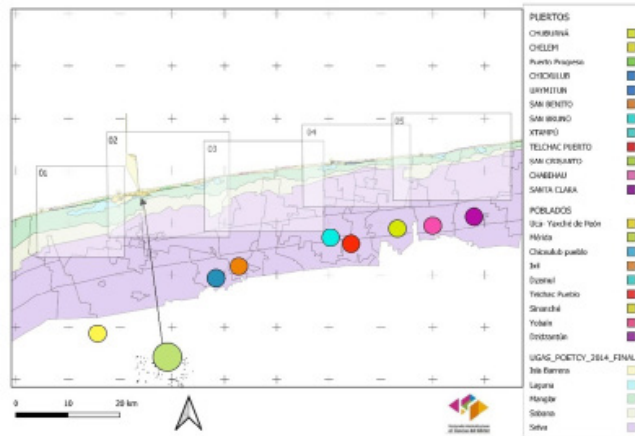 02
04
05
03
01
0 10 20 km
PUERTOS
CHUBURNÁ
CHELEM
Puerto Progreso
CHICXULUB
UAYMITUN
SAN BENITO
SAN BRUNO
XTAMPÚ
TELCHAC PUERTO
SAN CRISANTO
CHABIHAU
SANTA CLARA
POBLADOS
Ucu- Yaxché de Peón
Mérida
Chicxulub pueblo
Ixil
Dzemul
Telchac Pueblo
Sinanché
Yobaín
Dzidzantún
UGAS_POETCY_2014_FINAL
Isla Barrera
Laguna
Manglar
Sabana
Selva